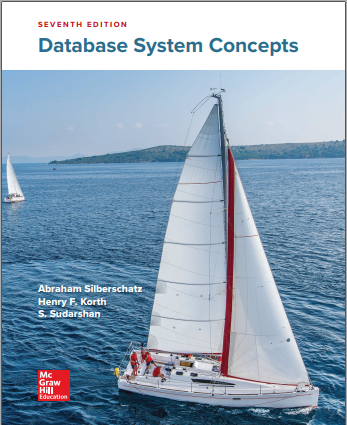 SEVENTH EDITION
Database System Concepts
Abraham Silberschatz
Henry F. Korth
S. Sudarshan
Mc
Graw
Hill
Education